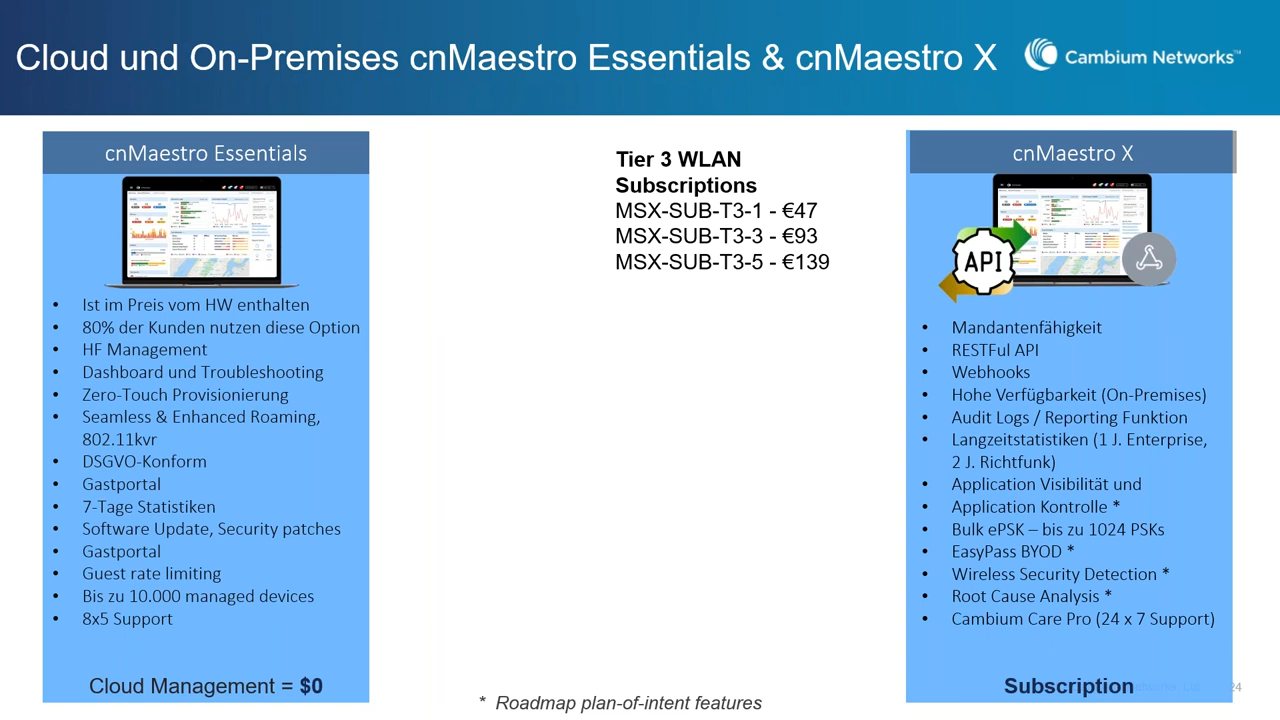 Cloud und On-Premises cnMaestro Essentials & cnMaestro X
Cambium Networks™
cnMaestro Essentials
• Ist im Preis vom HW enthalten
• 80% der Kunden nutzen diese Option
• HF Management
• Dashboard und Troubleshooting
• Zero-Touch Provisionierung
• Seamless & Enhanced Roaming,
802.11kvr
• DSGVO-Konform
• Gastportal
• 7-Tage Statistiken
• Software Update, Security patches
• Gastportal
• Guest rate limiting
• Bis zu 10.000 managed devices
• 8x5 Support
Cloud Management = $0
Tier 3 WLAN
Subscriptions
MSX-SUB-T3-1 - €47
MSX-SUB-T3-3 - €93
MSX-SUB-T3-5 - €139
* Roadmap plan-of-intent features
cnMaestro X
API
• Mandantenfähigkeit
• RESTFul API
• Webhooks
• Hohe Verfügbarkeit (On-Premises)
• Audit Logs / Reporting Funktion
• Langzeitstatistiken (1 J. Enterprise,
2 J. Richtfunk)
• Application Visibilität und
• Application Kontrolle *
• Bulk ePSK – bis zu 1024 PSKs
• EasyPass BYOD *
• Wireless Security Detection *
• Root Cause Analysis *
• Cambium Care Pro (24 x 7 Support)
Subscription
24